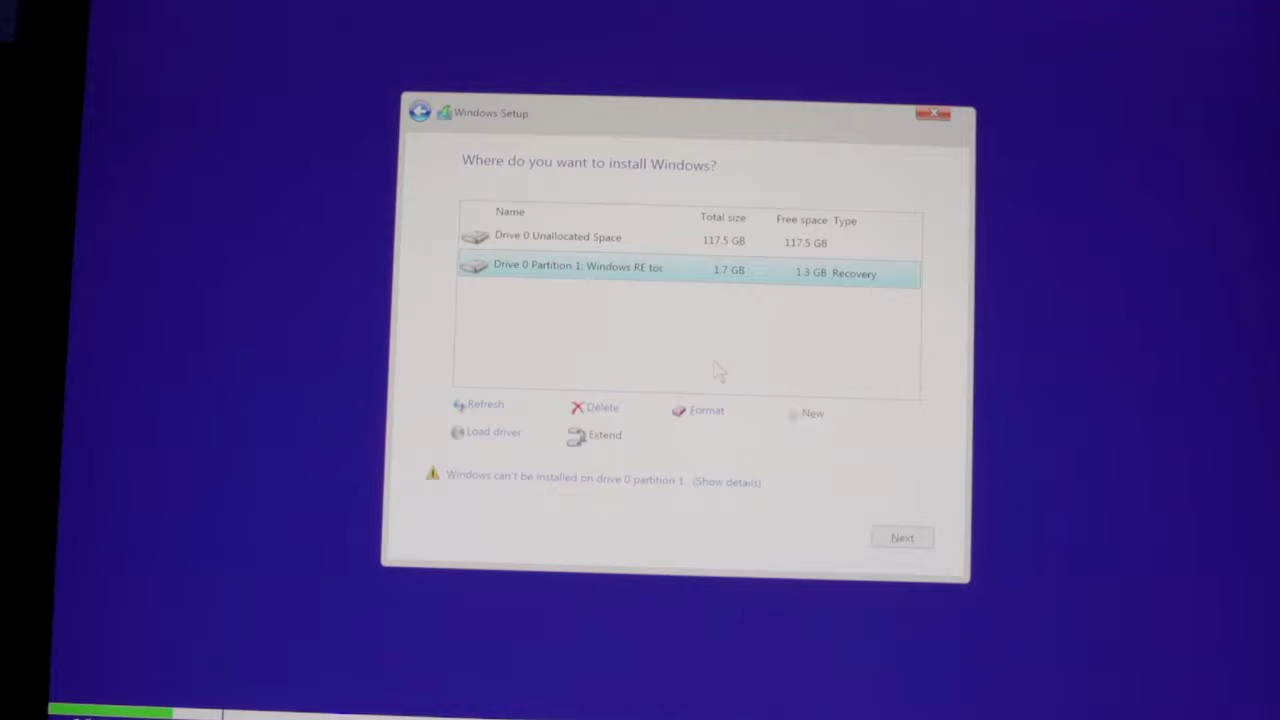 Windows Setup
Where do you want to install Windows?
Name Total size Free space Type
Drive 0 Unallocated Space 117.5 GB 117.5 GB
Drive 0 Partition 1: Windows RE toc 1.7 GB 1.3 GB Recovery
Refresh Delete Format New
Load driver Extend
Windows can't be installed on drive 0 partition 1. (Show details)
Next